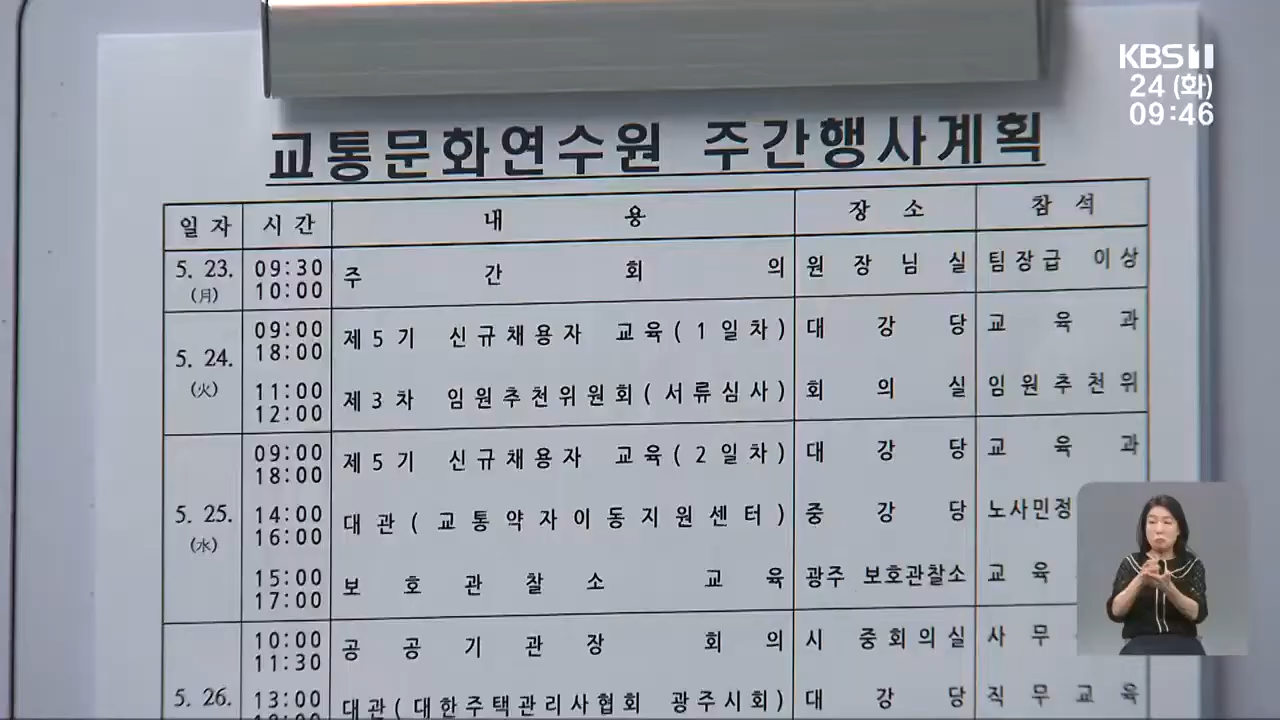 KBS 1
24 (화)
09:46
교통문화연수원 주간행사계획
일 자 시 간 내 용 장 소 참 석
5. 23. (月) 09:30 10:00 주 간 회 의 원 장 님 실 팀장급 이상
5. 24. (火) 09:00 18:00 제5기 신규채용자 교육(1일차) 대 강 당 교 육 과
11:00 12:00 제3차 임원추천위원회(서류심사) 회 의 실 임원추천위
5. 25. (水) 09:00 18:00 제5기 신규채용자 교육(2일차) 대 강 당 교 육 과
14:00 16:00 대관(교통약자이동지원센터) 중 강 당 노사민정
15:00 17:00 보 호 관 찰 소 교 육 광주 보호관찰소 교 육
5. 26. 10:00 11:30 공 공 기 관 장 회 의 시 중회의실 사 무
13:00 대관(대한주택관리사협회 광주시회) 대 강 당 직 무 교 육